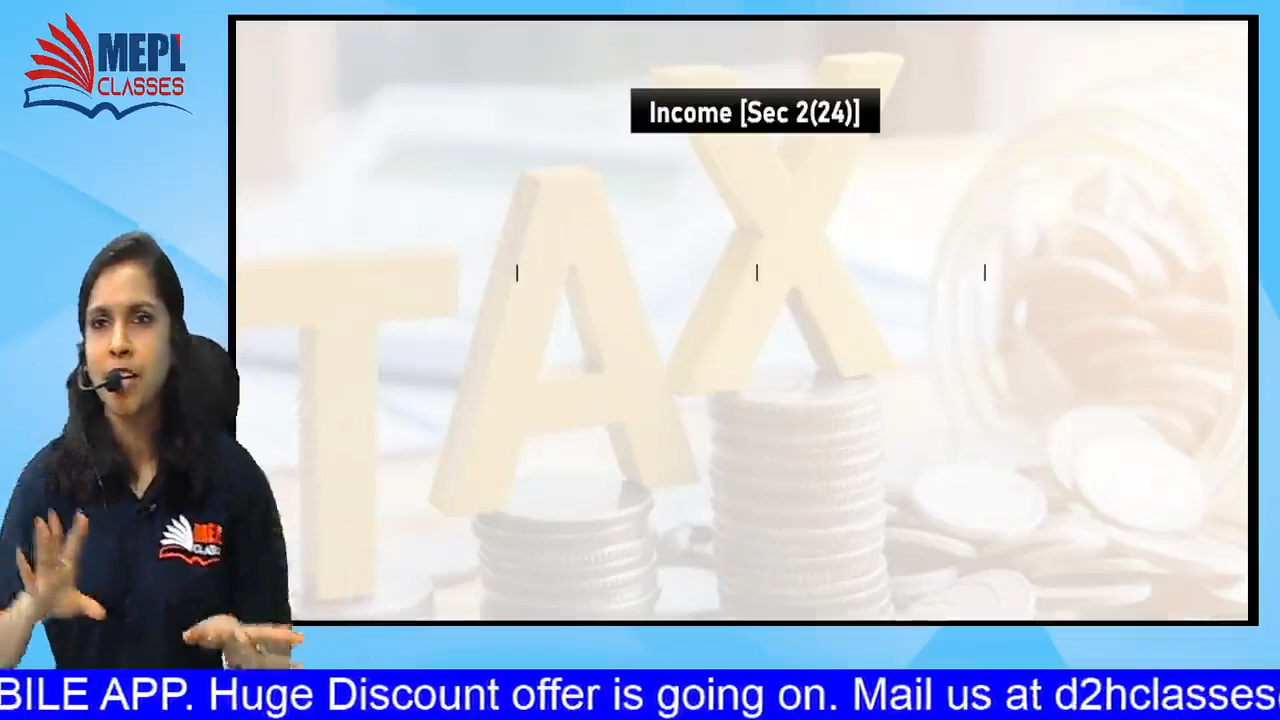 MEPL
CLASSES
Income [Sec 2(24)]
TAX
BILE APP. Huge Discount offer is going on. Mail us at d2hclasses